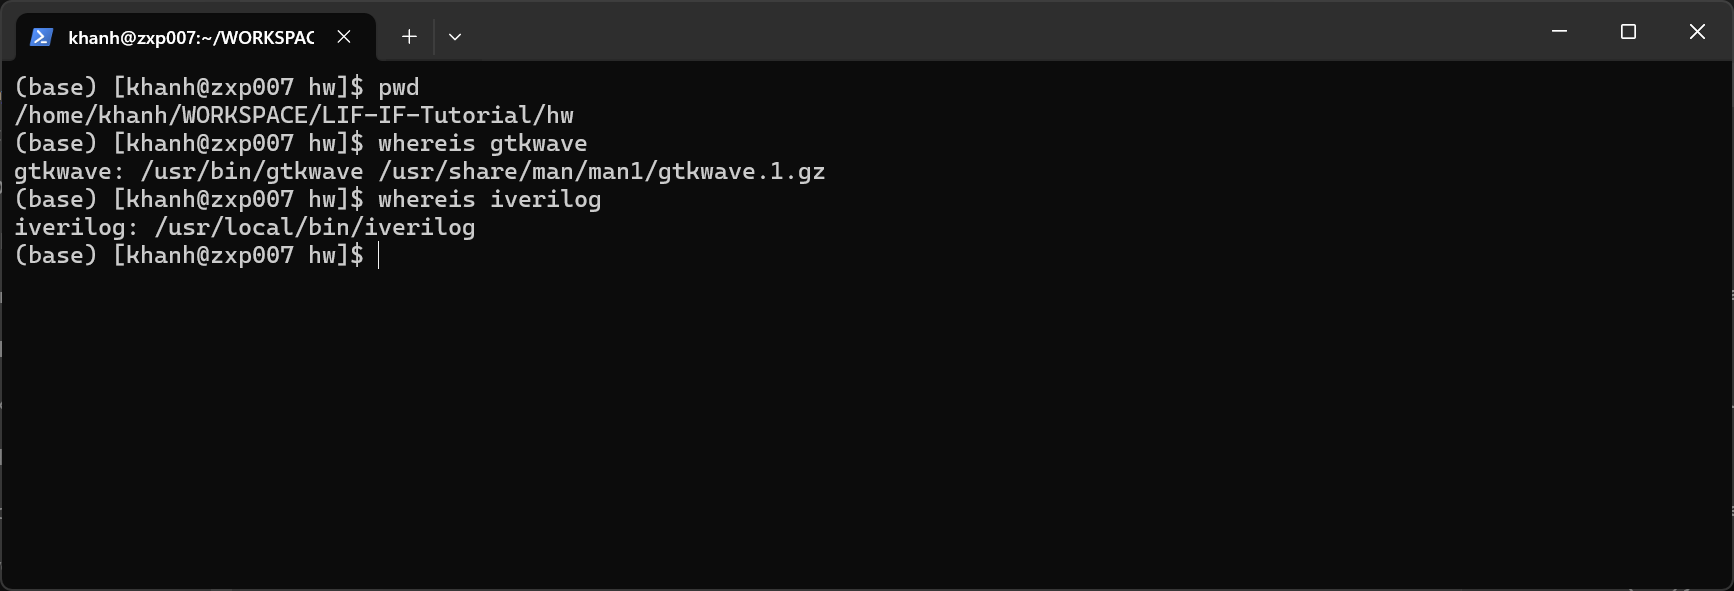 khanh@zxp007:~/WORKSPAC
(base) [khanh@zxp007 hw]$ pwd
/home/khanh/WORKSPACE/LIF-IF-Tutorial/hw
(base) [khanh@zxp007 hw]$ whereis gtkwave
gtkwave: /usr/bin/gtkwave /usr/share/man/man1/gtkwave.1.gz
(base) [khanh@zxp007 hw]$ whereis iverilog
iverilog: /usr/local/bin/iverilog
(base) [khanh@zxp007 hw]$